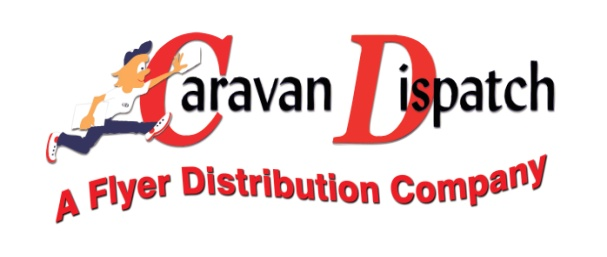 Caravan Dispatch
A Flyer Distribution Company